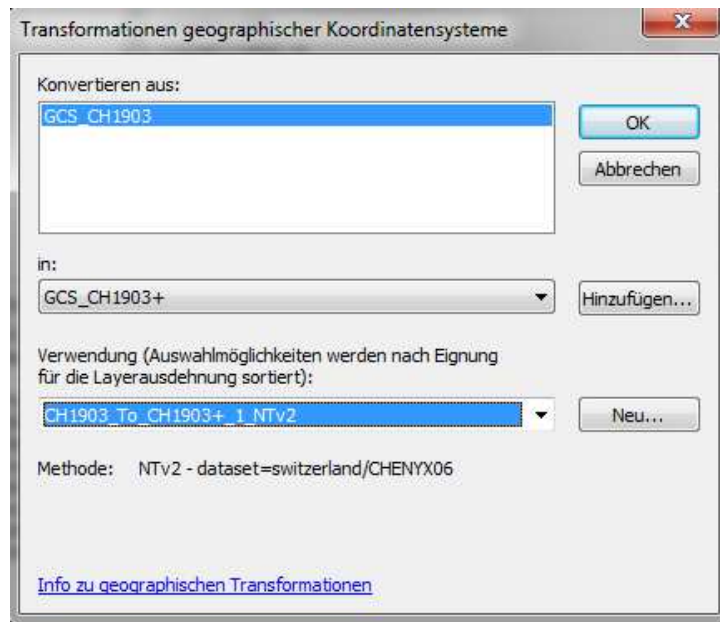 Transformationen geographischer Koordinatensysteme
Konvertieren aus:
GCS_CH1903
OK
Abbrechen
in:
GCS_CH1903+
Hinzufügen...
Verwendung (Auswahlmöglichkeiten werden nach Eignung
für die Layerausdehnung sortiert):
CH1903_To_CH1903+_1_NTv2
Neu...
Methode: NTv2 - dataset=switzerland/CHENYX06
Info zu geographischen Transformationen